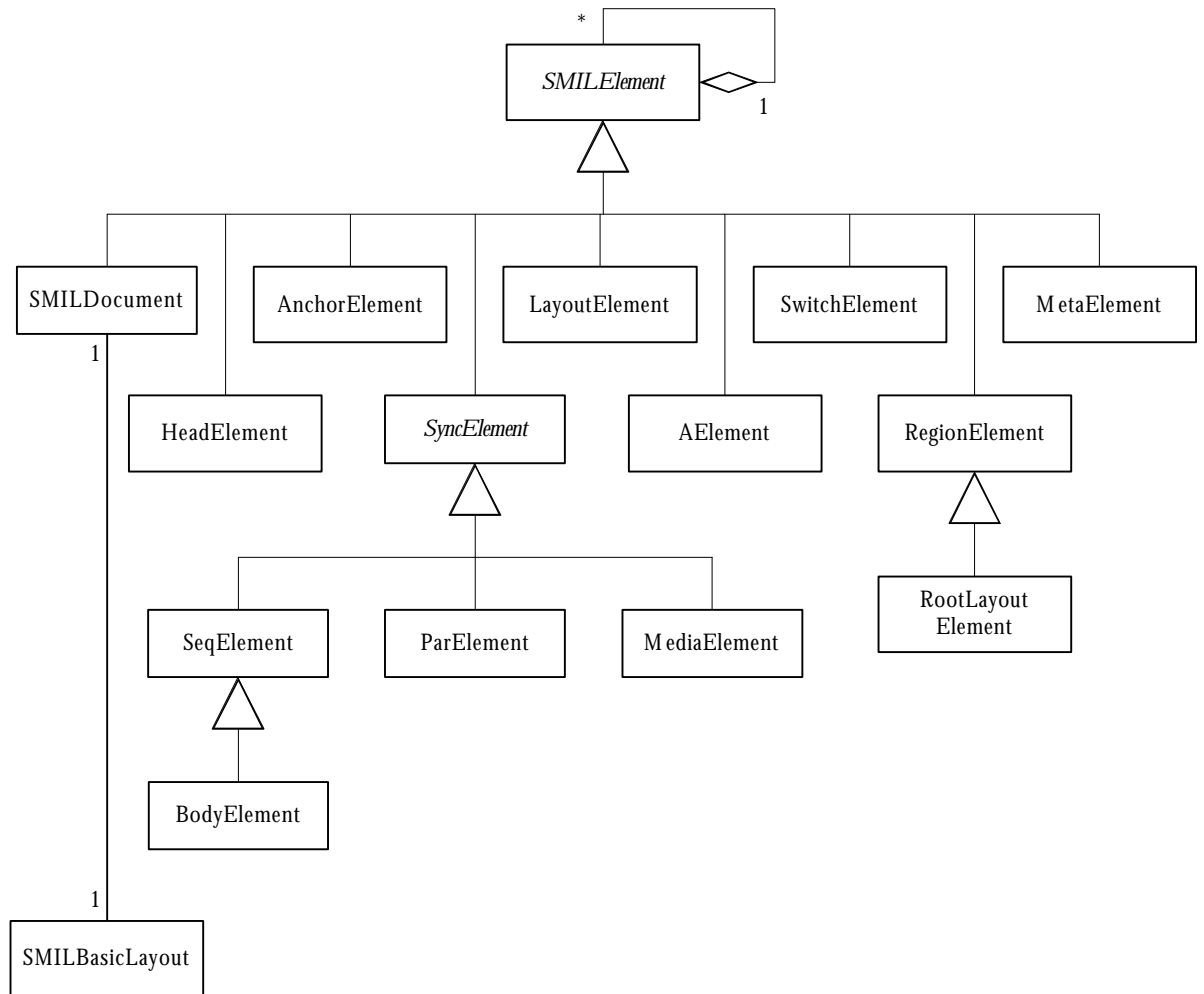 *
SMILElement
1
SMILDocument
AnchorElement
LayoutElement
SwitchElement
MetaElement
1
HeadElement
SyncElement
AElement
RegionElement
SeqElement
ParElement
MediaElement
RootLayout
Element
BodyElement
1
SMILBasicLayout